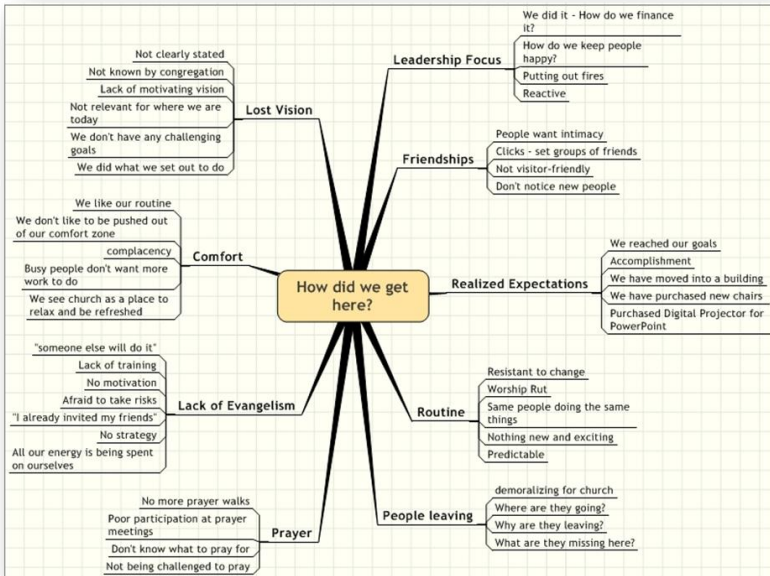 How did we get
here?
Leadership Focus
We did it - How do we finance
it?
How do we keep people
happy?
Putting out fires
Reactive
Friendships
People want intimacy
Clicks - set groups of friends
Not visitor-friendly
Don't notice new people
Realized Expectations
We reached our goals
Accomplishment
We have moved into a building
We have purchased new chairs
Purchased Digital Projector for
PowerPoint
Routine
Resistant to change
Worship Rut
Same people doing the same
things
Nothing new and exciting
Predictable
People leaving
demoralizing for church
Where are they going?
Why are they leaving?
What are they missing here?
Lost Vision
Not clearly stated
Not known by congregation
Lack of motivating vision
Not relevant for where we are
today
We don't have any challenging
goals
We did what we set out to do
Comfort
We like our routine
We don't like to be pushed out
of our comfort zone
complacency
Busy people don't want more
work to do
We see church as a place to
relax and be refreshed
Lack of Evangelism
"someone else will do it"
Lack of training
No motivation
Afraid to take risks
"I already invited my friends"
No strategy
All our energy is being spent
on ourselves
Prayer
No more prayer walks
Poor participation at prayer
meetings
Don't know what to pray for
Not being challenged to pray